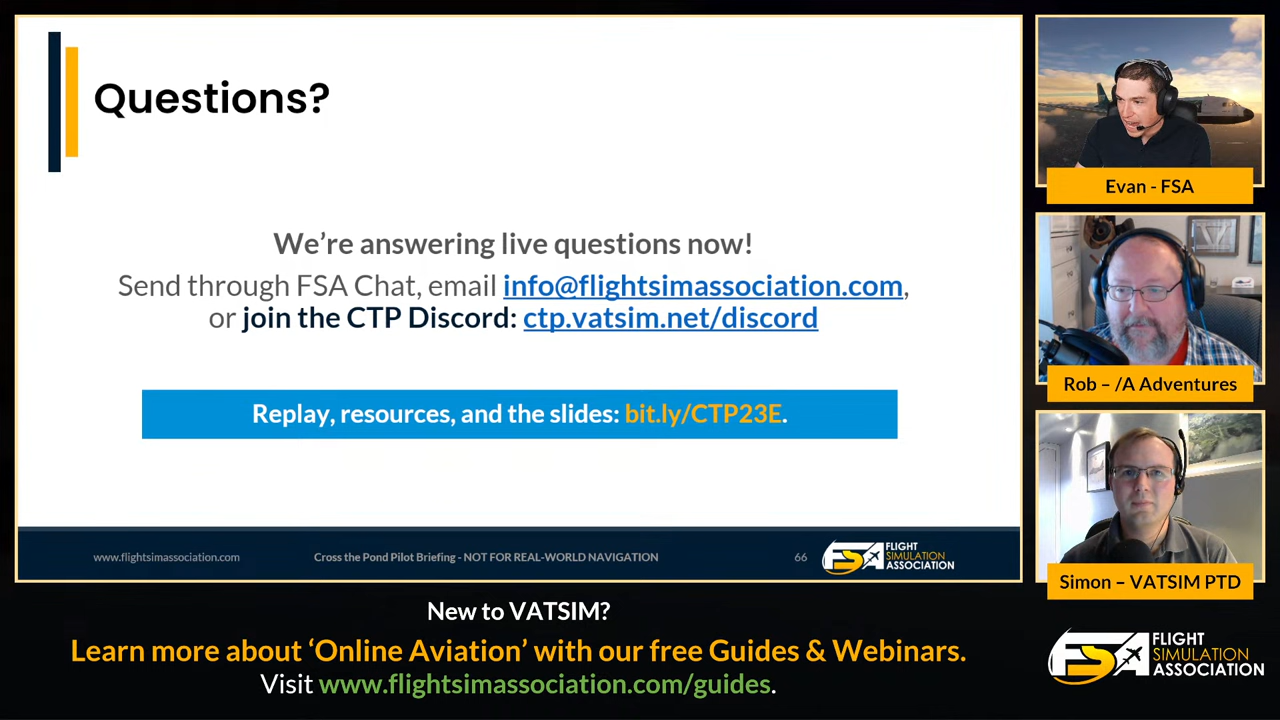 Questions?
We're answering live questions now!
Send through FSA Chat, email info@flightsimassociation.com,
or join the CTP Discord: ctp.vatsim.net/discord
Replay, resources, and the slides: bit.ly/CTP23E.
www.flightsimassociation.com
Cross the Pond Pilot Briefing - NOT FOR REAL-WORLD NAVIGATION
66
FSA FLIGHT
SIMULATION
ASSOCIATION
Evan - FSA
Rob – /A Adventures
Simon – VATSIM PTD
New to VATSIM?
Learn more about ‘Online Aviation’ with our free Guides & Webinars.
Visit www.flightsimassociation.com/guides.
FSA FLIGHT
SIMULATION
ASSOCIATION